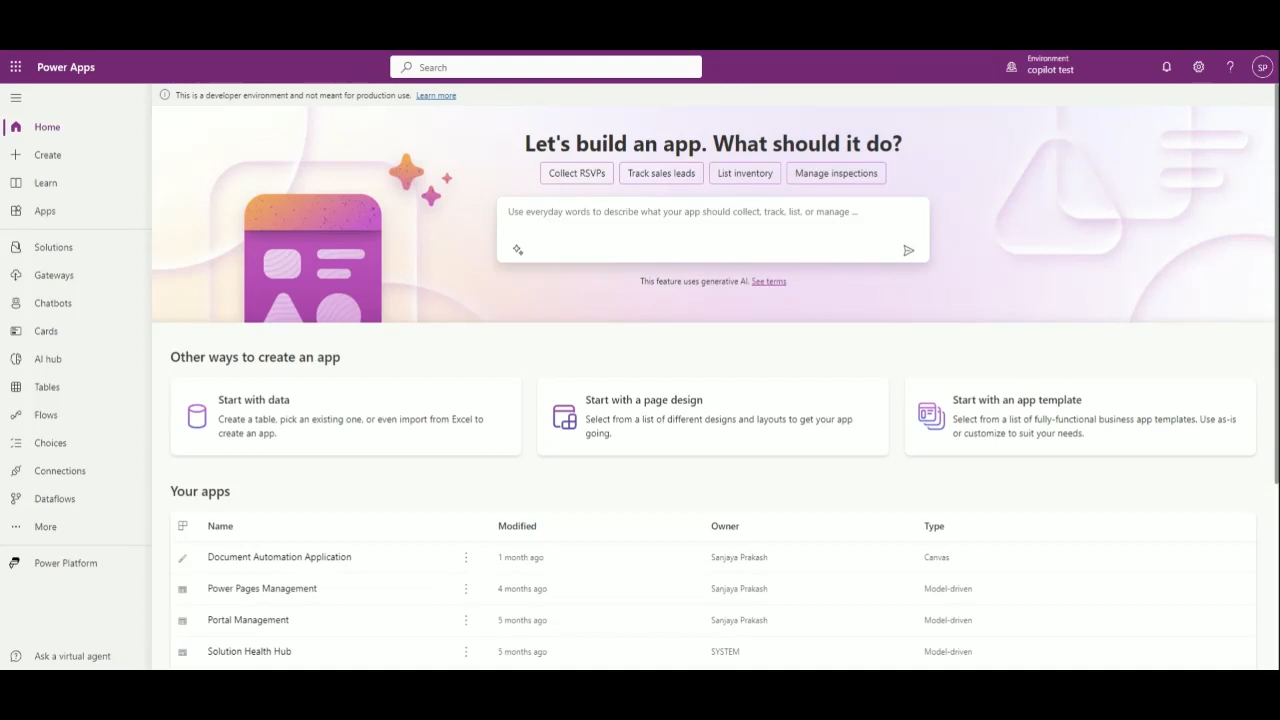 Power Apps
Search
Environment
copilot test
?
SP
This is a developer environment and not meant for production use. Learn more
Home
Create
Learn
Apps
Solutions
Gateways
Chatbots
Cards
AI hub
Tables
Flows
Choices
Connections
Dataflows
More
Power Platform
Ask a virtual agent
Let's build an app. What should it do?
Collect RSVPs
Track sales leads
List inventory
Manage inspections
Use everyday words to describe what your app should collect, track, list, or manage ...
This feature uses generative AI. See terms
Other ways to create an app
Start with data
Create a table, pick an existing one, or even import from Excel to
create an app.
Start with a page design
Select from a list of different designs and layouts to get your app
going.
Start with an app template
Select from a list of fully-functional business app templates. Use as-is
or customize to suit your needs.
Your apps
Name Modified Owner Type
Document Automation Application 1 month ago Sanjaya Prakash Canvas
Power Pages Management 4 months ago Sanjaya Prakash Model-driven
Portal Management 5 months ago Sanjaya Prakash Model-driven
Solution Health Hub 5 months ago SYSTEM Model-driven